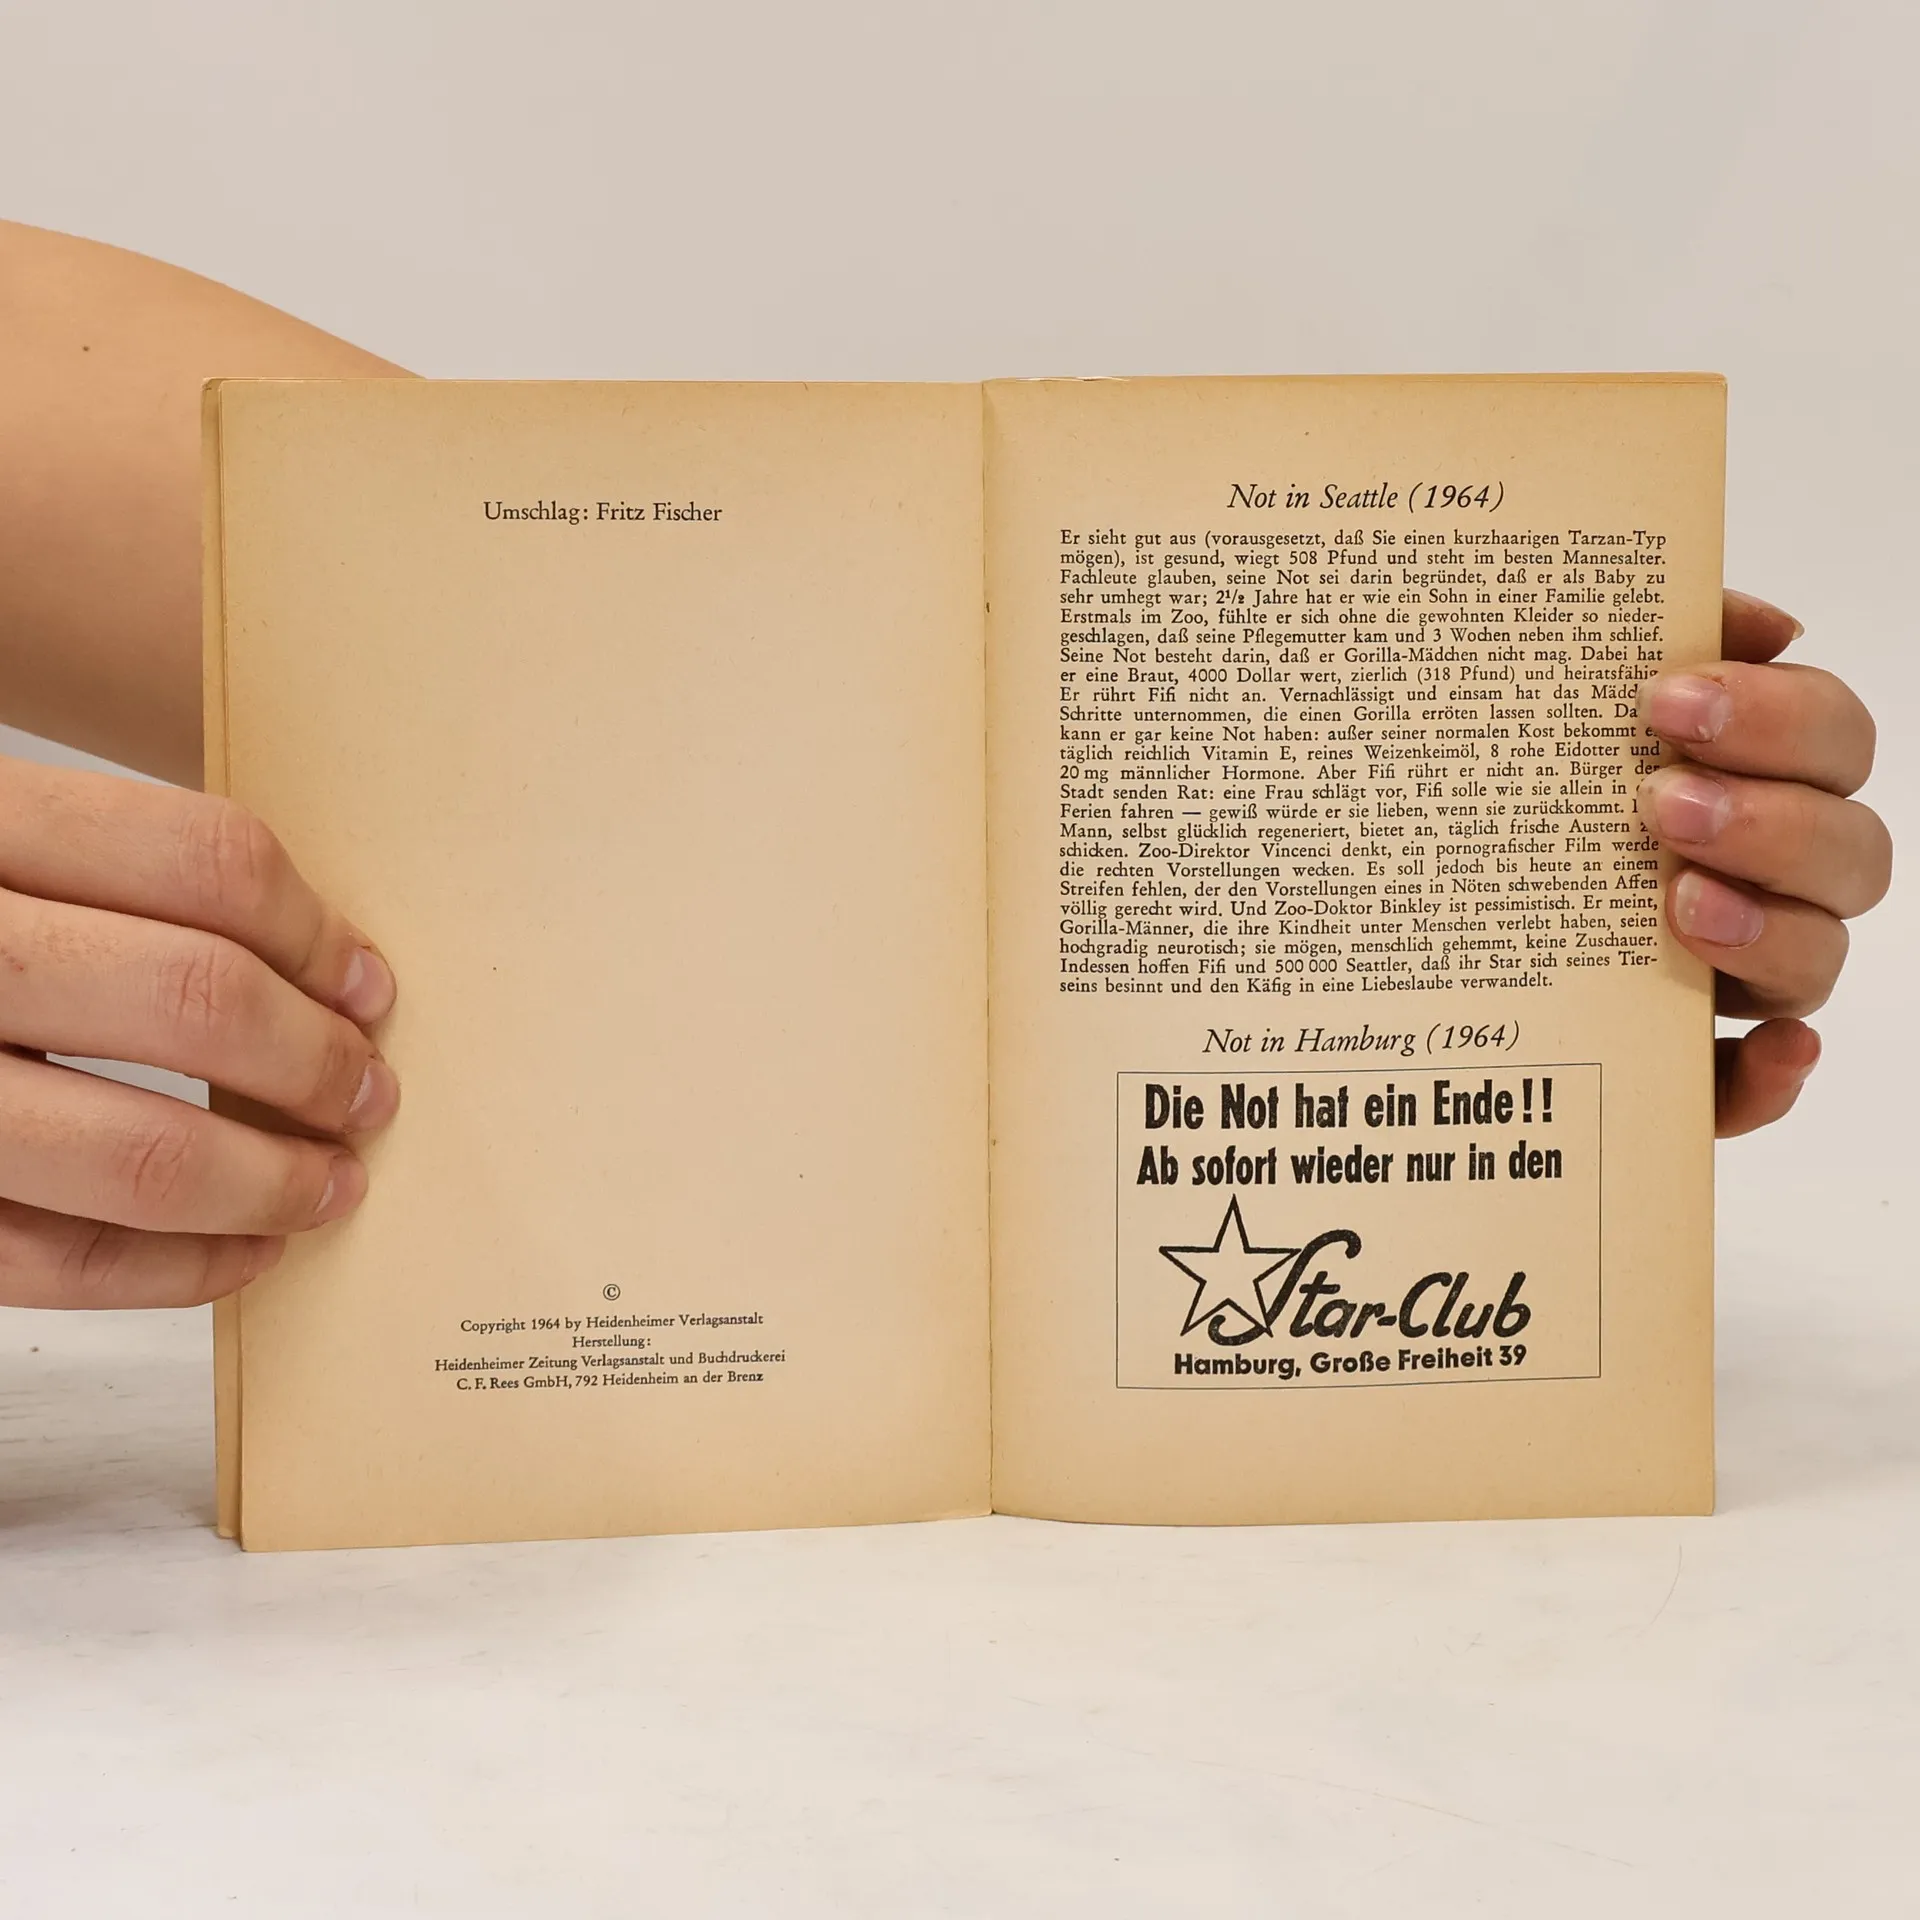 Umschlag: Fritz Fischer
©
Copyright 1964 by Heidenheimer Verlagsanstalt
Herstellung:
Heidenheimer Zeitung Verlagsanstalt und Buchdruckerei
C. F. Rees GmbH, 792 Heidenheim an der Brenz
Not in Seattle (1964)
Er sieht gut aus (vorausgesetzt, daß Sie einen kurzhaarigen Tarzan-Typ
mögen), ist gesund, wiegt 508 Pfund und steht im besten Mannesalter.
Fachleute glauben, seine Not sei darin begründet, daß er als Baby zu
sehr umhegt war; 2½ Jahre hat er wie ein Sohn in einer Familie gelebt.
Erstmals im Zoo, fühlte er sich ohne die gewohnten Kleider so nieder-
geschlagen, daß seine Pflegemutter kam und 3 Wochen neben ihm schlief.
Seine Not besteht darin, daß er Gorilla-Mädchen nicht mag. Dabei hat
er eine Braut, 4000 Dollar wert, zierlich (318 Pfund) und heiratsfähig
Er rührt Fifi nicht an. Vernachlässigt und einsam hat das
Schritte unternommen, die einen Gorilla erröten lassen sollten.
kann er gar keine Not haben: außer seiner normalen Kost bekommt
täglich reichlich Vitamin E, reines Weizenkeimöl, 8 rohe Eidotter und
20 mg männlicher Hormone. Aber Fifi rührt er nicht an. Bürger der
Stadt senden Rat: eine Frau schlägt vor, Fifi solle wie sie allein in
Ferien fahren — gewiß würde er sie lieben, wenn sie zurückkommt.
Mann, selbst glücklich regeneriert, bietet an, täglich frische Austern
schicken. Zoo-Direktor Vincenci denkt, ein pornografischer Film werde
die rechten Vorstellungen wecken. Es soll jedoch bis heute an einem
Streifen fehlen, der den Vorstellungen eines in Nöten schwebenden Affen
völlig gerecht wird. Und Zoo-Doktor Binkley ist pessimistisch. Er meint,
Gorilla-Männer, die ihre Kindheit unter Menschen verlebt haben, seien
hochgradig neurotisch; sie mögen, menschlich gehemmt, keine Zuschauer.
Indessen hoffen Fifi und 500 000 Seattler, daß ihr Star sich seines Tier-
seins besinnt und den Käfig in eine Liebeslaube verwandelt.
Not in Hamburg (1964)
Die Not hat ein Ende!!
Ab sofort wieder nur in den
Star-Club
Hamburg, Große Freiheit 39